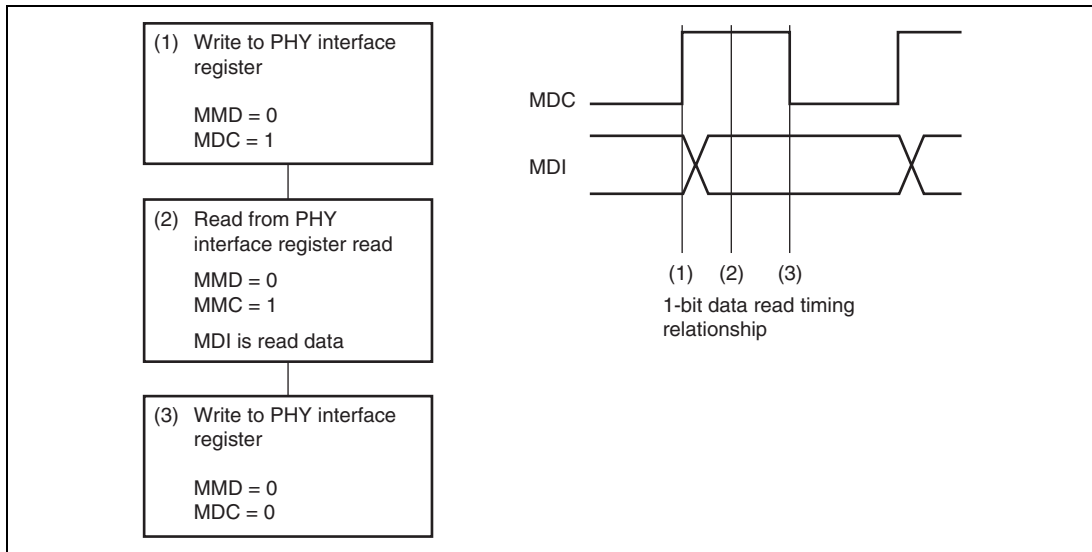 (1) Write to PHY interface
register
MMD = 0
MDC = 1
(2) Read from PHY
interface register read
MMD = 0
MMC = 1
MDI is read data
(3) Write to PHY interface
register
MMD = 0
MDC = 0
MDC
MDI
(1) (2) (3)
1-bit data read timing
relationship